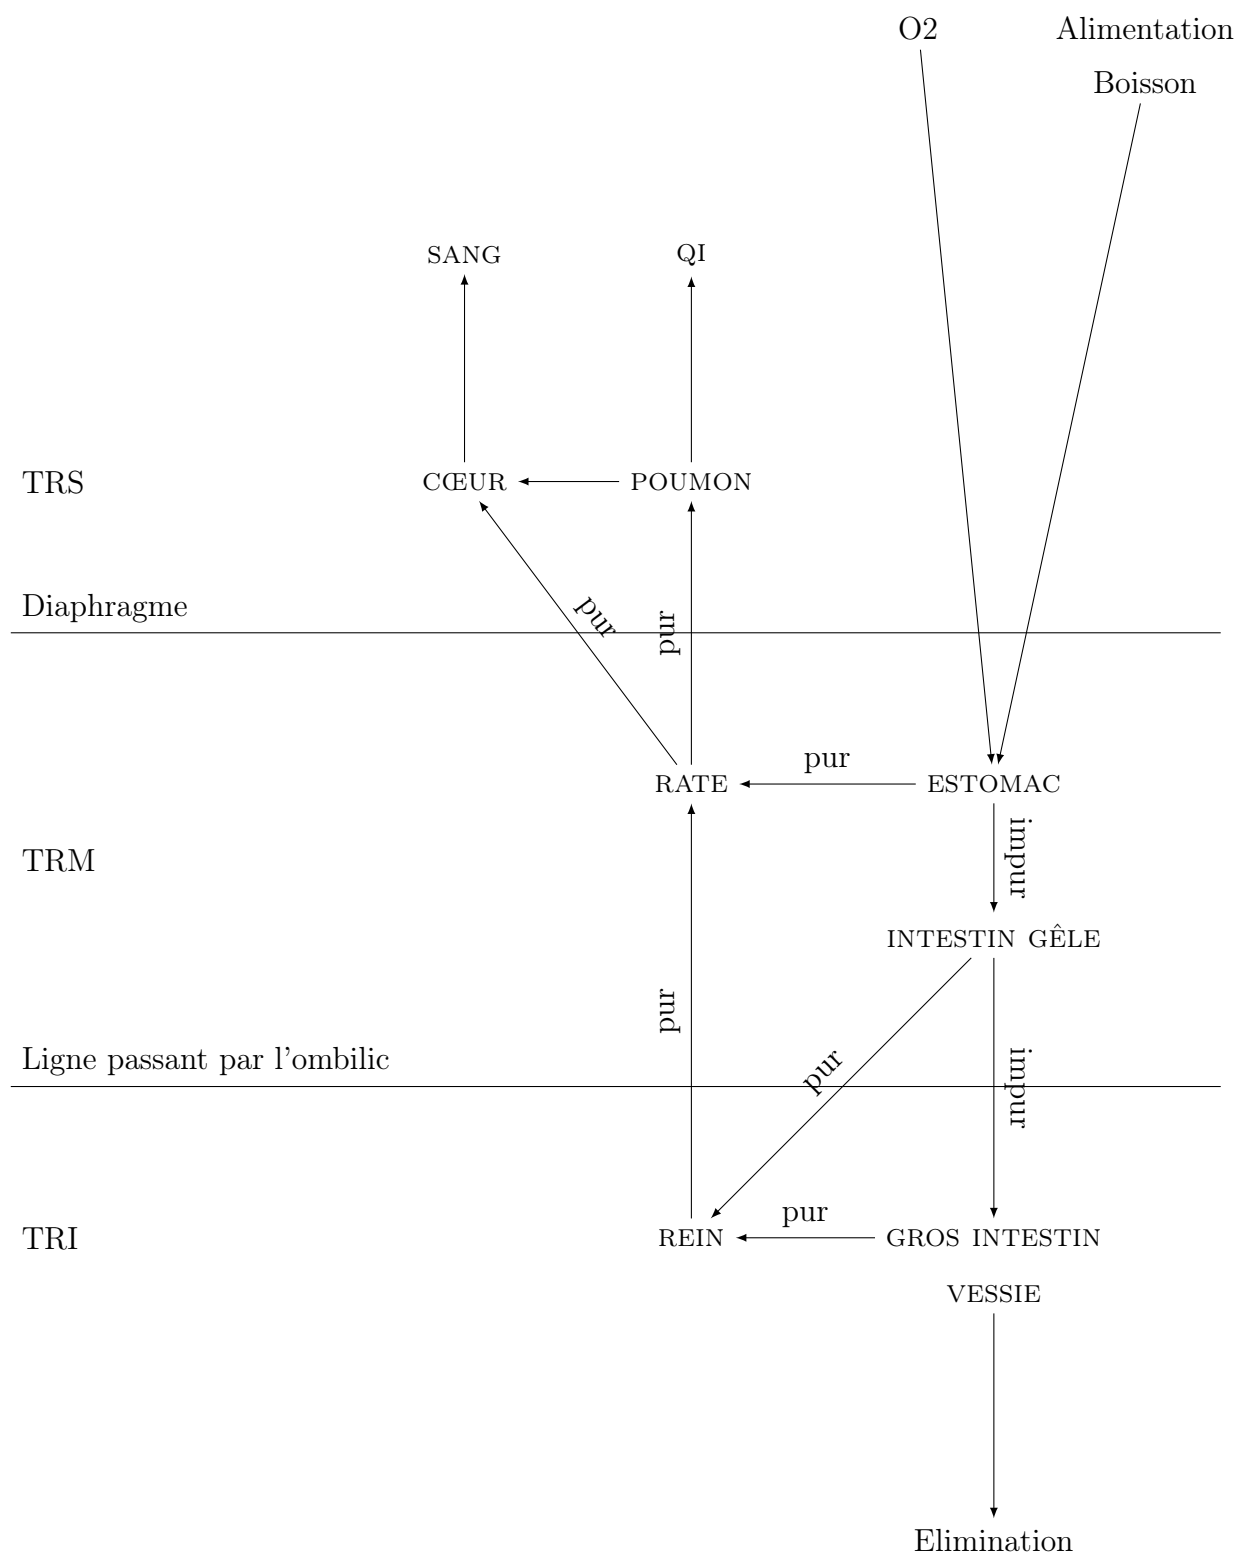 O2
Alimentation
Boisson
SANG
QI
TRS
CŒUR
POUMON
Diaphragme
pur
pur
pur
RATE
ESTOMAC
impur
TRM
INTESTIN GÊLE
pur
Ligne passant par l'ombilic
pur
impur
pur
TRI
REIN
GROS INTESTIN
VESSIE
Elimination